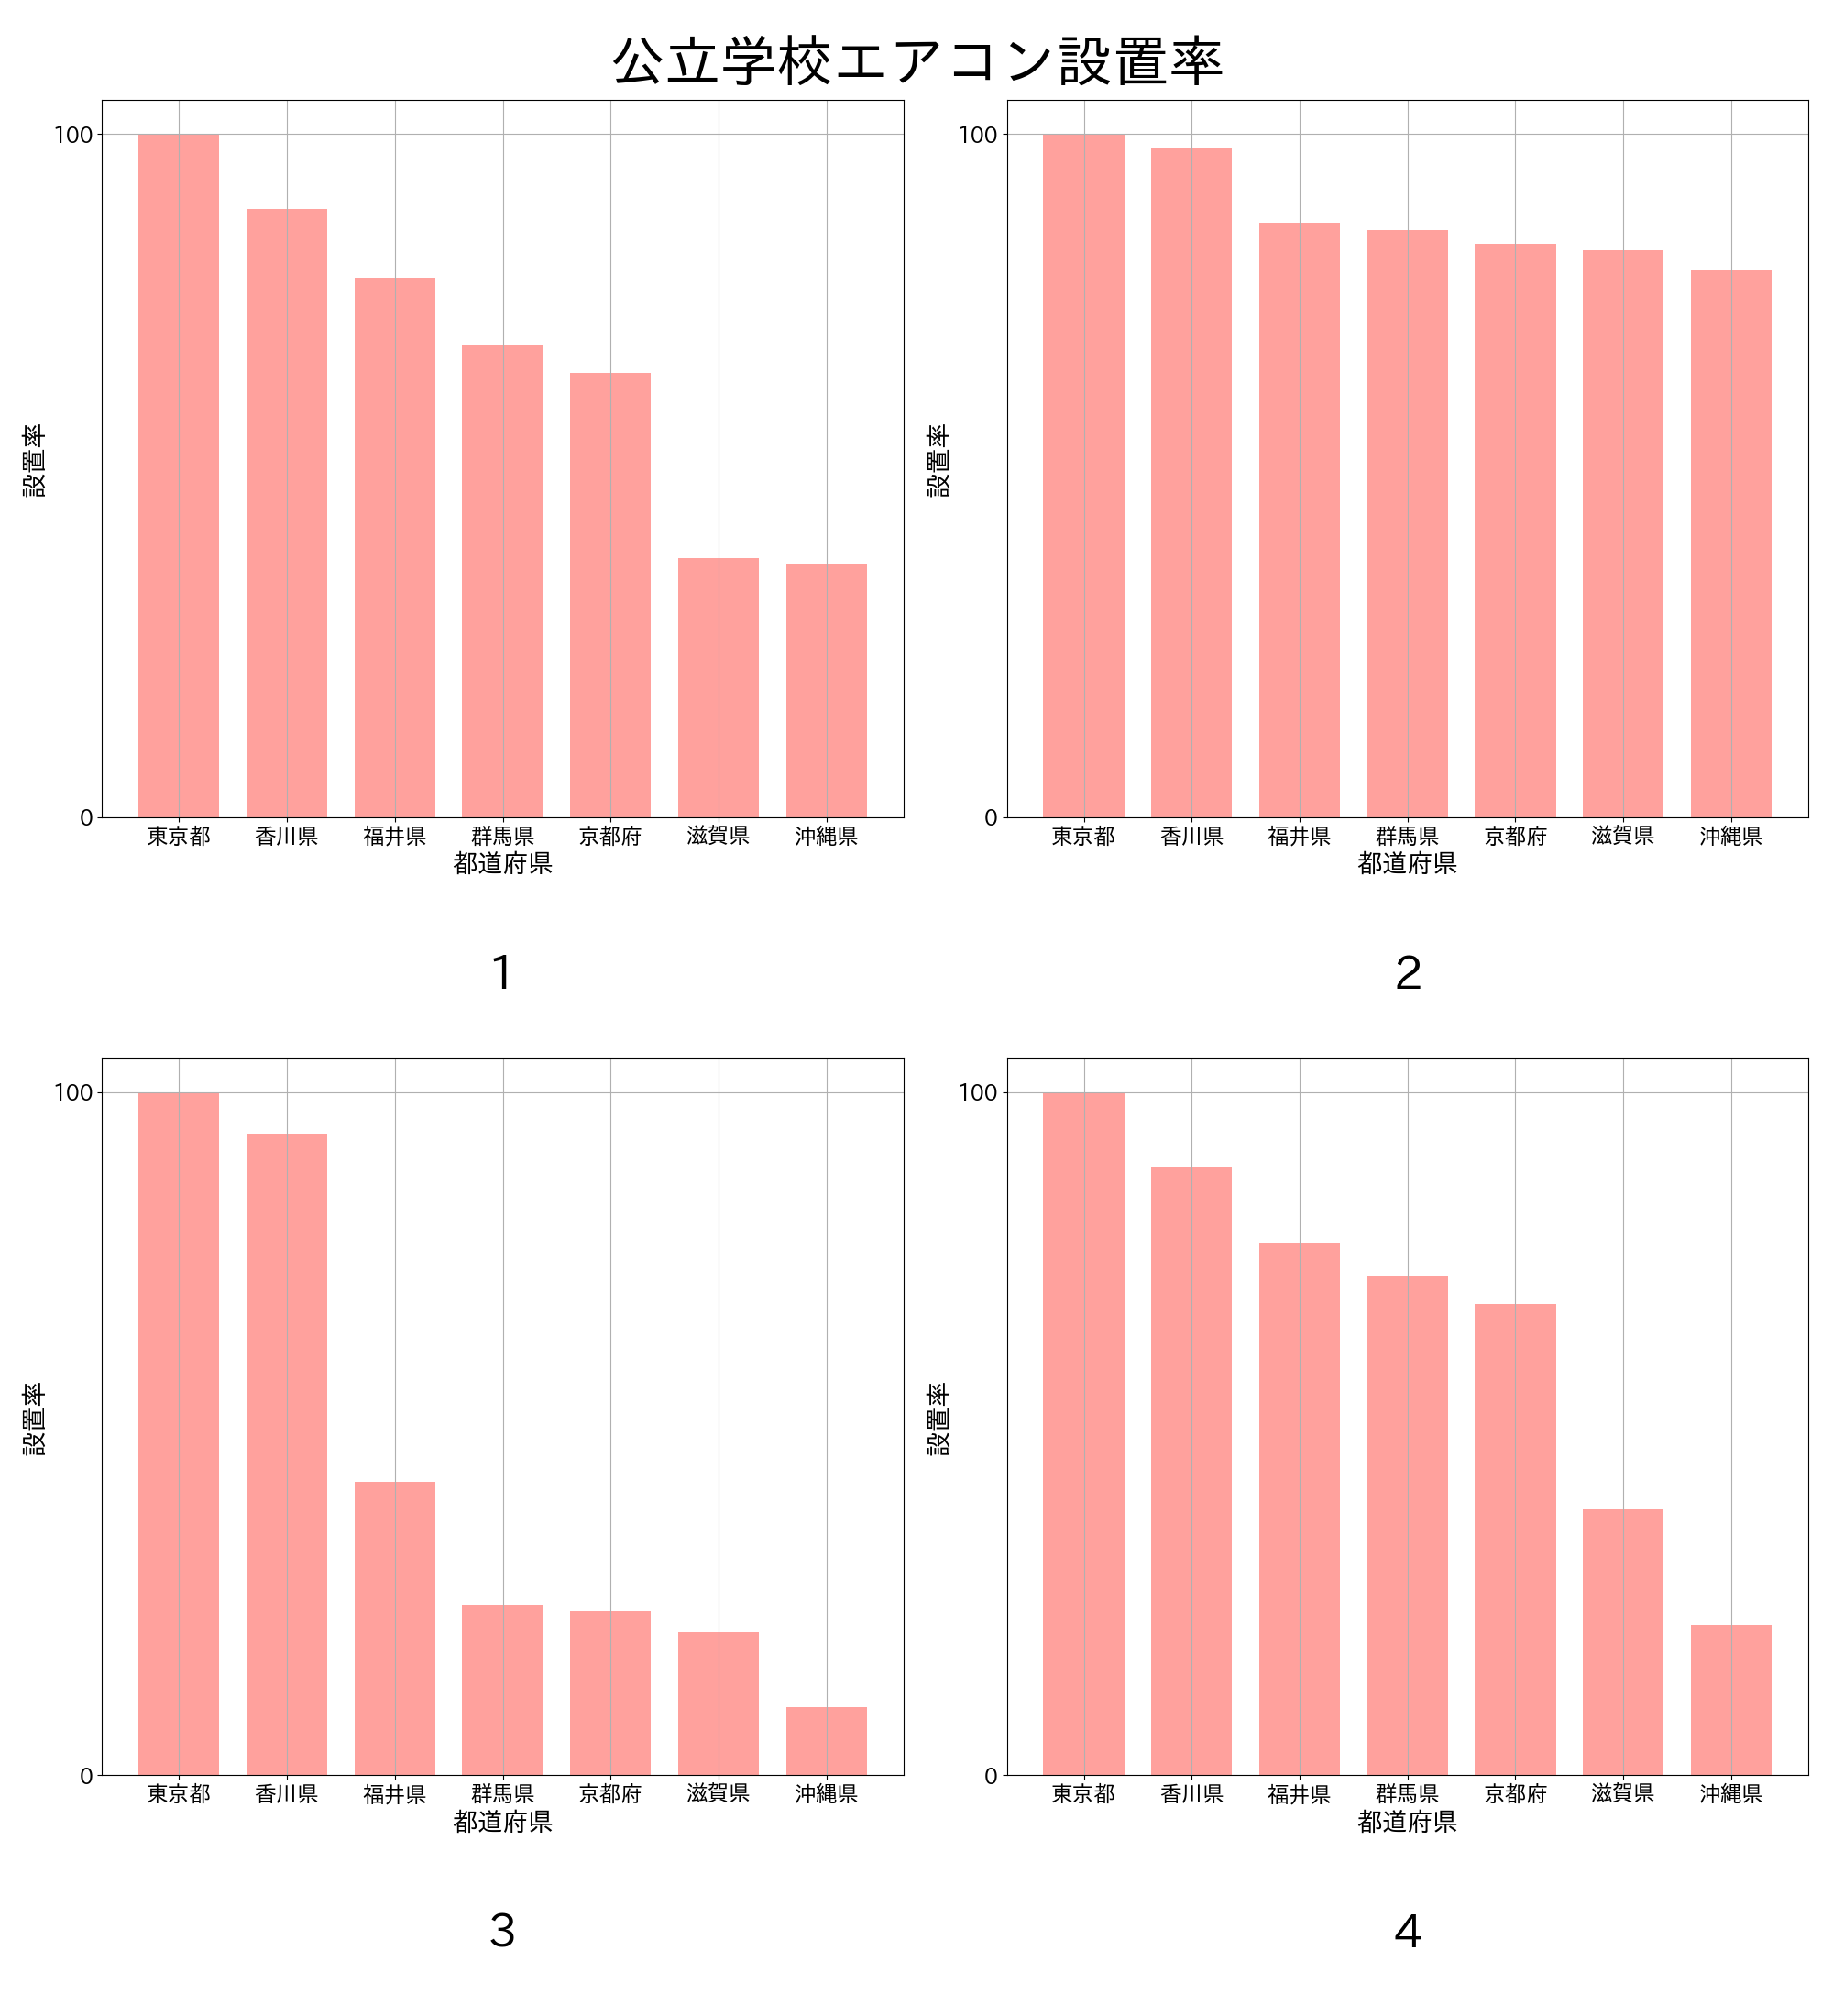 公立学校エアコン設置率
100
0
設置率
東京都 香川県 福井県 群馬県 京都府 滋賀県 沖縄県
都道府県
1
100
0
設置率
東京都 香川県 福井県 群馬県 京都府 滋賀県 沖縄県
都道府県
2
100
0
設置率
東京都 香川県 福井県 群馬県 京都府 滋賀県 沖縄県
都道府県
3
100
0
設置率
東京都 香川県 福井県 群馬県 京都府 滋賀県 沖縄県
都道府県
4